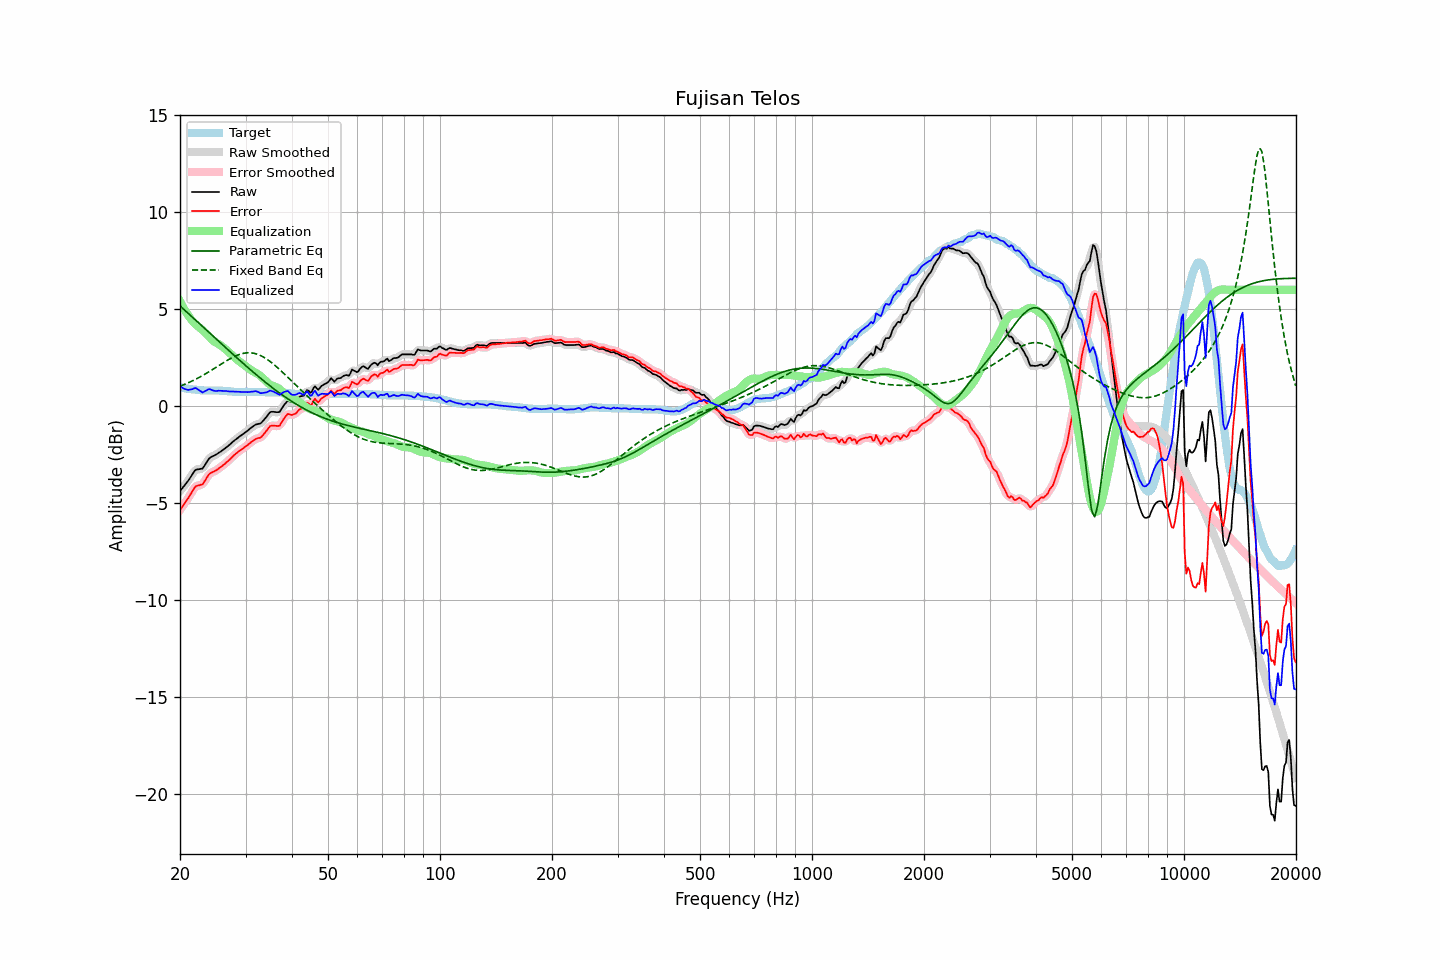 Fujisan Telos
15
10
5
0
−5
−10
−15
−20
Amplitude (dBr)
Target
Raw Smoothed
Error Smoothed
Raw
Error
Equalization
Parametric Eq
Fixed Band Eq
Equalized
20 50 100 200 500 1000 2000 5000 10000 20000
Frequency (Hz)